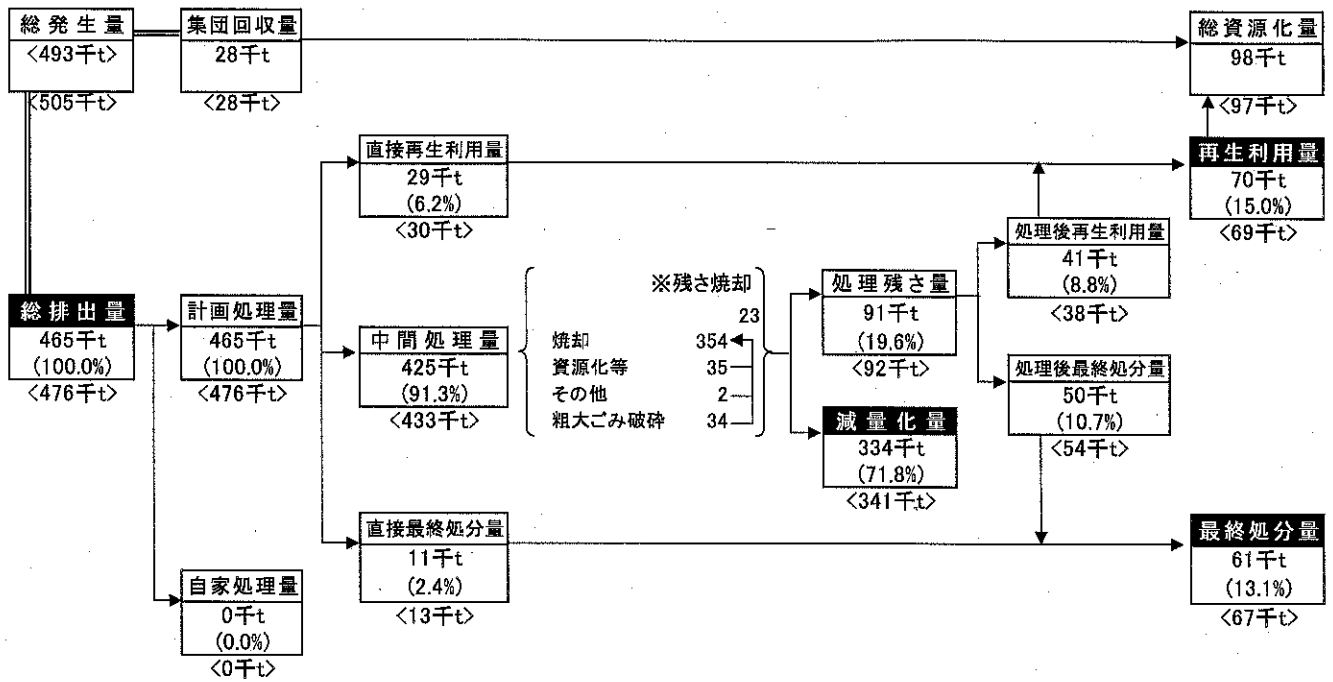 総発生量
<493千t>
<505千t>
集団回収量
28千t
<28千t>
総資源化量
98千t
<97千t>
直接再生利用量
29千t
(6.2%)
<30千t>
再生利用量
70千t
(15.0%)
<69千t>
処理後再生利用量
41千t
(8.8%)
<38千t>
総排出量
465千t
(100.0%)
<476千t>
計画処理量
465千t
(100.0%)
<476千t>
中間処理量
425千t
(91.3%)
<433千t>
※残さ焼却
23
焼却 354
資源化等 35
その他 2
粗大ごみ破砕 34
処理残さ量
91千t
(19.6%)
<92千t>
減量化量
334千t
(71.8%)
<341千t>
処理後最終処分量
50千t
(10.7%)
<54千t>
直接最終処分量
11千t
(2.4%)
<13千t>
最終処分量
61千t
(13.1%)
<67千t>
自家処理量
0千t
(0.0%)
<0千t>